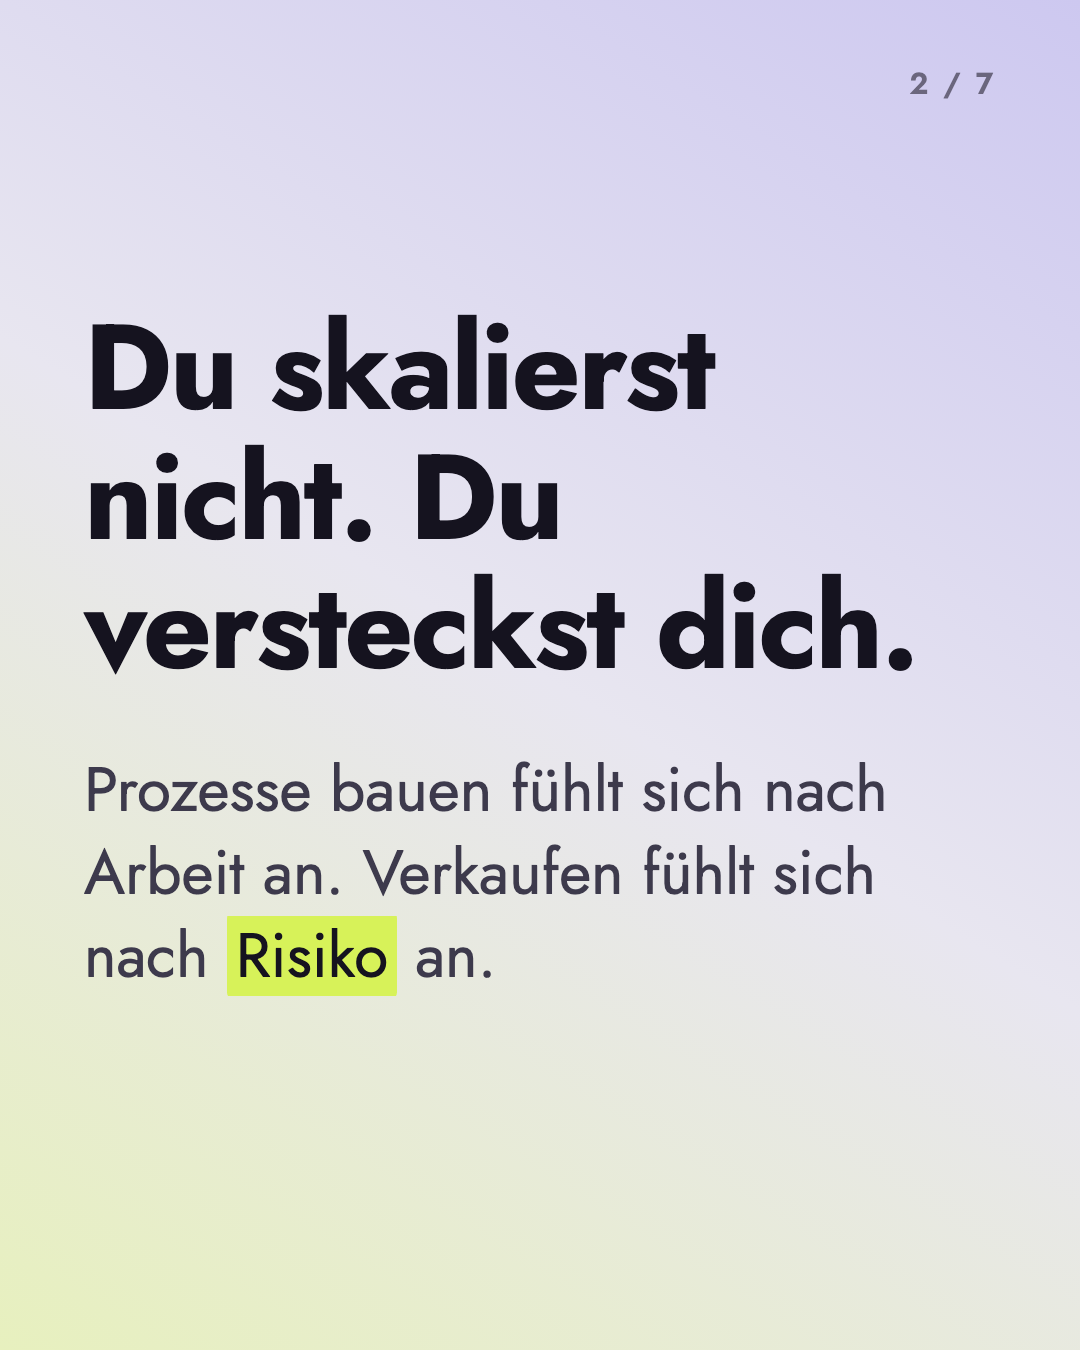 2 / 7
Du skalierst
nicht. Du
versteckst dich.
Prozesse bauen fühlt sich nach
Arbeit an. Verkaufen fühlt sich
nach Risiko an.